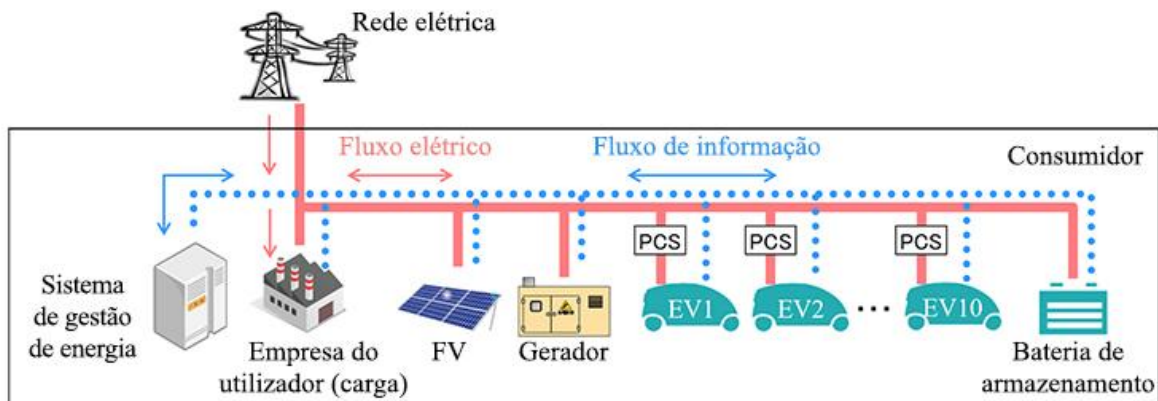 Rede elétrica
Fluxo elétrico
Fluxo de informação
Consumidor
PCS
PCS
PCS
Sistema
de gestão
de energia
Empresa do
utilizador (carga)
FV
Gerador
EV1
EV2
...
EV10
Bateria de
armazenamento